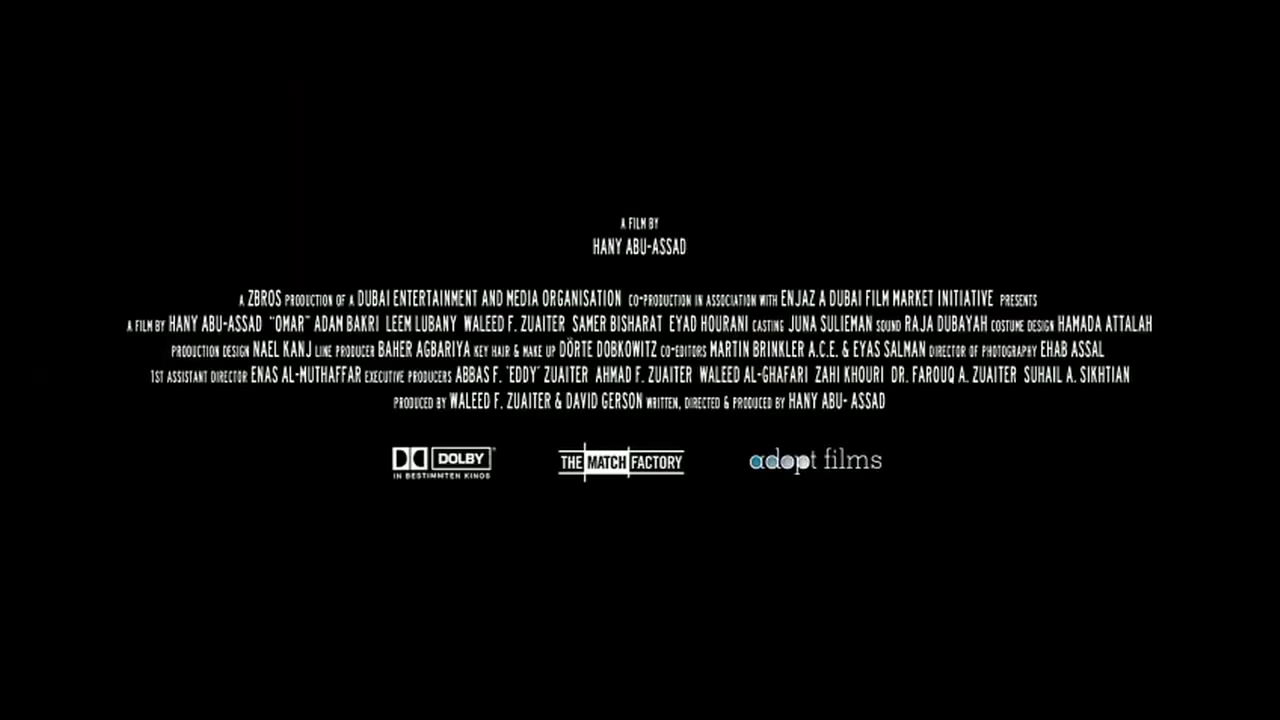 A FILM BY
HANY ABU-ASSAD
A ZBROS PRODUCTION OF A DUBAI ENTERTAINMENT AND MEDIA ORGANISATION CO-PRODUCTION IN ASSOCIATION WITH ENJAZ A DUBAI FILM MARKET INITIATIVE PRESENTS
A FILM BY HANY ABU-ASSAD "OMAR" ADAM BAKRI LEEM LUBANY WALEED F. ZUAITER SAMER BISHARAT EYAD HOURANI CASTING JUNA SULIEMAN SOUND RAJA DUBAYAH COSTUME DESIGN HAMADA ATTALAH
PRODUCTION DESIGN NAEL KANJ LINE PRODUCER BAHER AGBARIYA KEY HAIR & MAKE UP DÖRTE DOBKOWITZ CO-EDITORS MARTIN BRINKLER A.C.E. & EYAS SALMAN DIRECTOR OF PHOTOGRAPHY EHAB ASSAL
1ST ASSISTANT DIRECTOR ENAS AL-MUTHAFFAR EXECUTIVE PRODUCERS ABBAS F. 'EDDY' ZUAITER AHMAD F. ZUAITER WALEED AL-GHAFARI ZAHI KHOURI DR. FAROUQ A. ZUAITER SUHAIL A. SIKHTIAN
PRODUCED BY WALEED F. ZUAITER & DAVID GERSON WRITTEN, DIRECTED & PRODUCED BY HANY ABU- ASSAD
DOLBY
IN BESTIMMTEN KINOS
THE MATCH FACTORY
adopt films